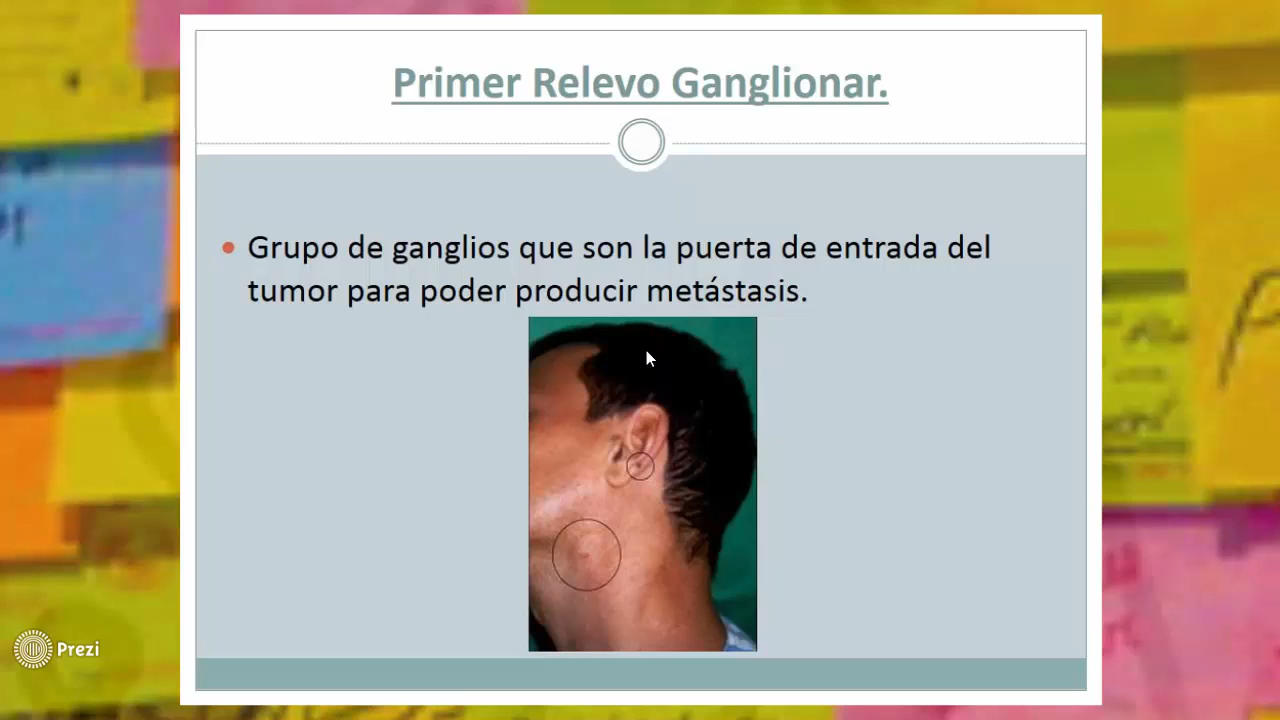 Primer Relevo Ganglionar.
Grupo de ganglios que son la puerta de entrada del
tumor para poder producir metástasis.
Prezi